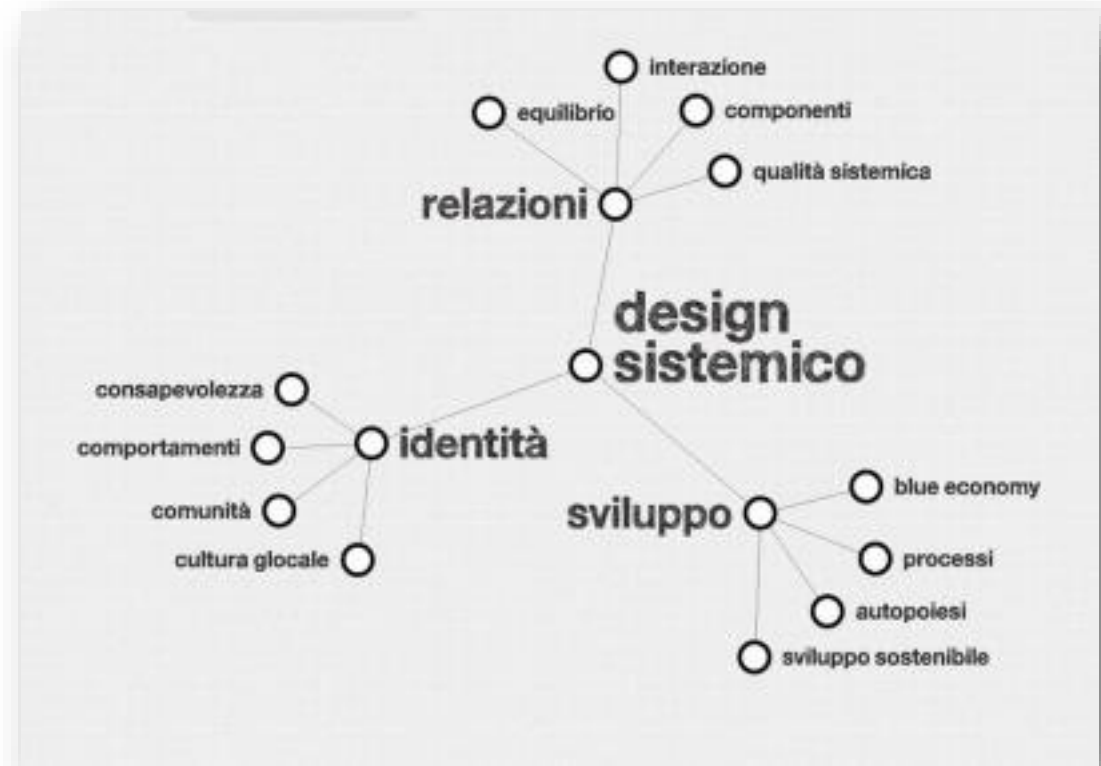 interazione
equilibrio
componenti
qualità sistemica
relazioni
design
sistemico
consapevolezza
comportamenti
identità
comunità
cultura glocale
blue economy
sviluppo
processi
autopoiesi
sviluppo sostenibile